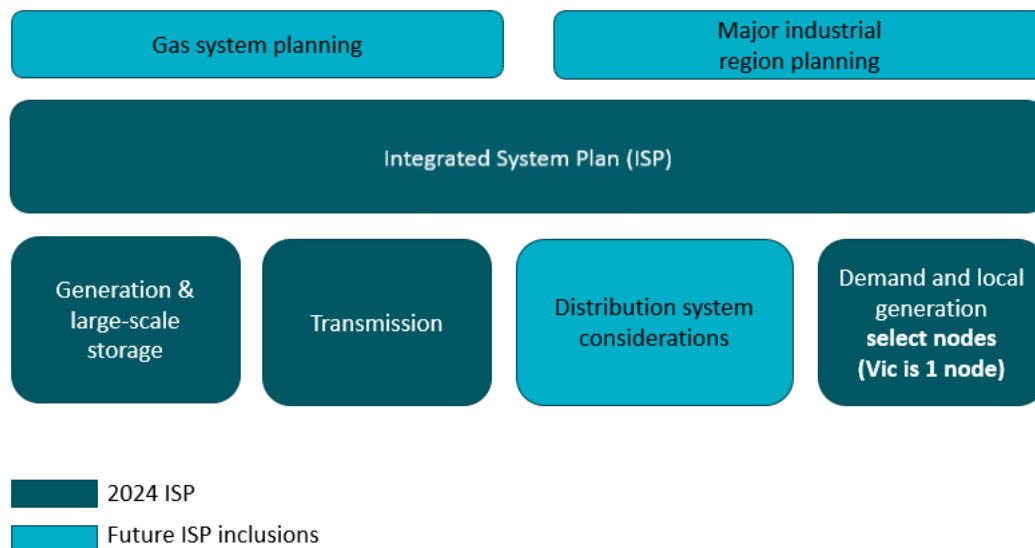 Gas system planning
Major industrial
region planning
Integrated System Plan (ISP)
Generation &
large-scale
storage
Transmission
Distribution system
considerations
Demand and local
generation
select nodes
(Vic is 1 node)
2024 ISP
Future ISP inclusions